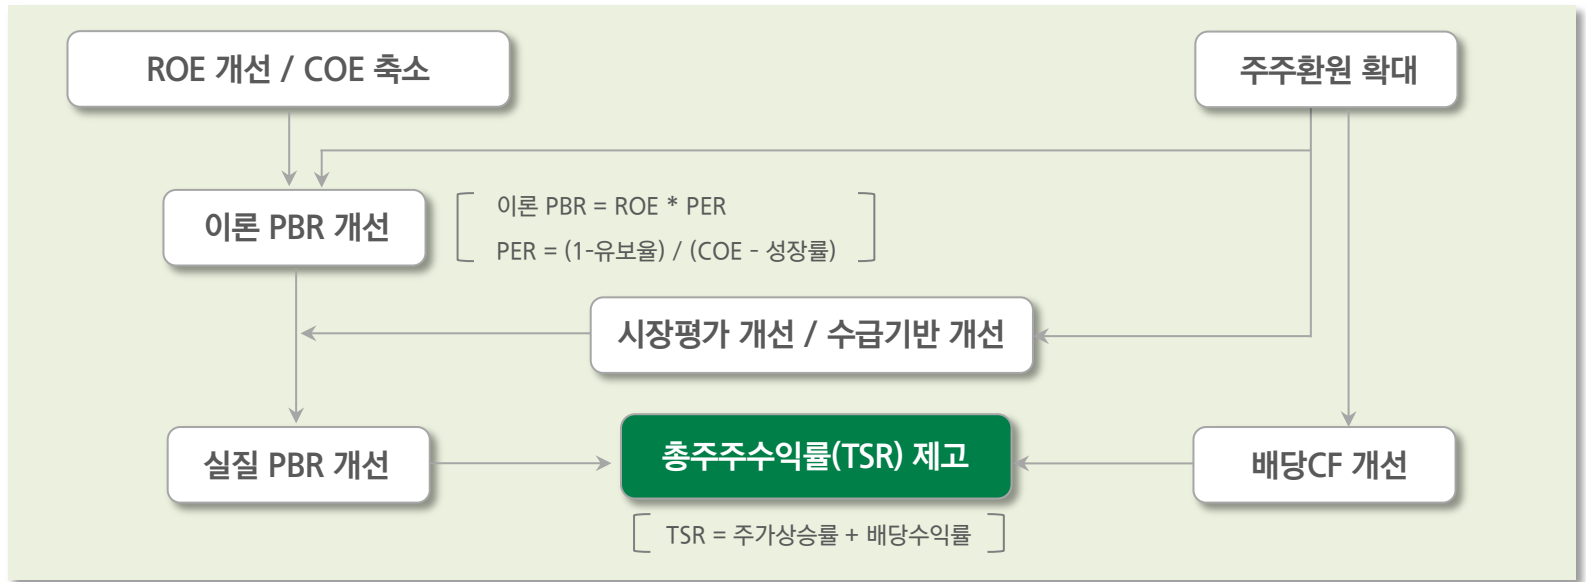 ROE 개선 / COE 축소
주주환원 확대
이론 PBR 개선
이론 PBR = ROE * PER
PER = (1-유보율) / (COE - 성장률)
시장평가 개선 / 수급기반 개선
실질 PBR 개선
총주주수익률(TSR) 제고
배당CF 개선
TSR = 주가상승률 + 배당수익률